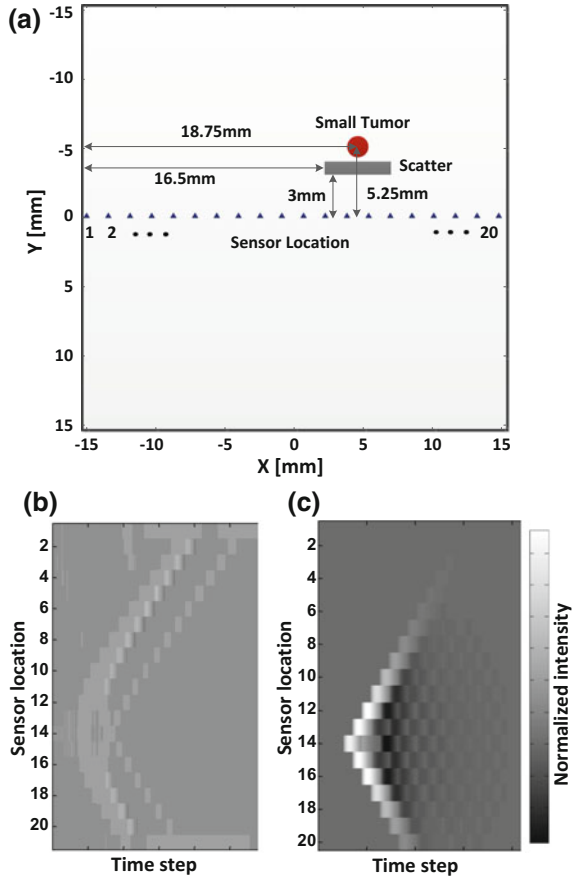 (a)
-15
-10
-5
0
5
10
15
Y [mm]
18.75mm
Small Tumor
16.5mm
Scatter
3mm
5.25mm
1 2
Sensor Location
20
-15 -10 -5 0 5 10 15
X [mm]
(b)
2
4
6
8
10
12
14
16
18
20
Sensor location
Time step
(c)
2
4
6
8
10
12
14
16
18
20
Sensor location
Time step
Normalized intensity